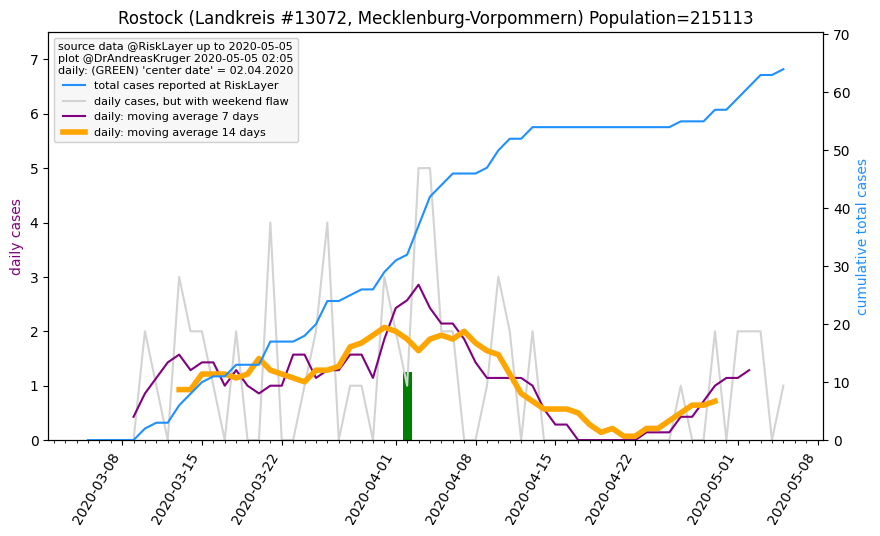 Rostock (Landkreis #13072, Mecklenburg-Vorpommern) Population=215113
source data @RiskLayer up to 2020-05-05
plot @DrAndreasKruger 2020-05-05 02:05
daily: (GREEN) 'center date' = 02.04.2020
total cases reported at RiskLayer
daily cases, but with weekend flaw
daily: moving average 7 days
daily: moving average 14 days
daily cases
7
6
5
4
3
2
1
0
cumulative total cases
70
60
50
40
30
20
10
0
2020-03-08
2020-03-15
2020-03-22
2020-04-01
2020-04-08
2020-04-15
2020-04-22
2020-05-01
2020-05-08